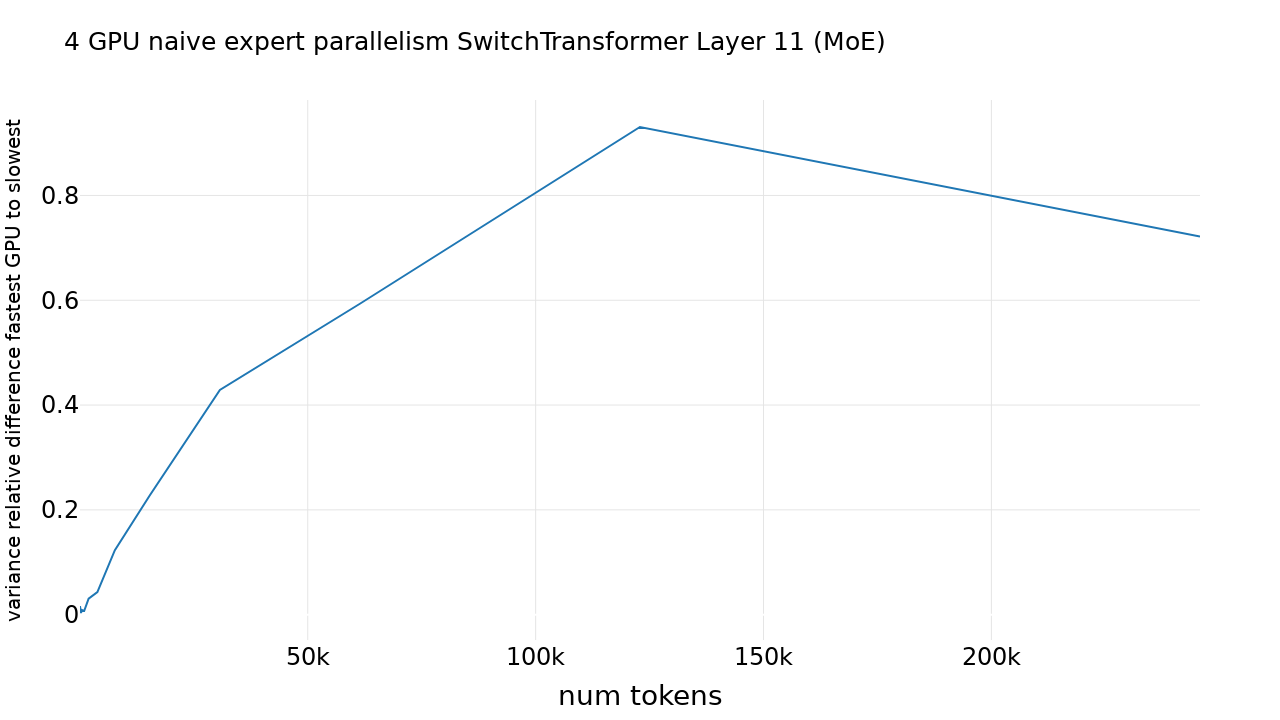 4 GPU naive expert parallelism SwitchTransformer Layer 11 (MoE)
variance relative difference fastest GPU to slowest
0.8
0.6
0.4
0.2
0
50k
100k
150k
200k
num tokens